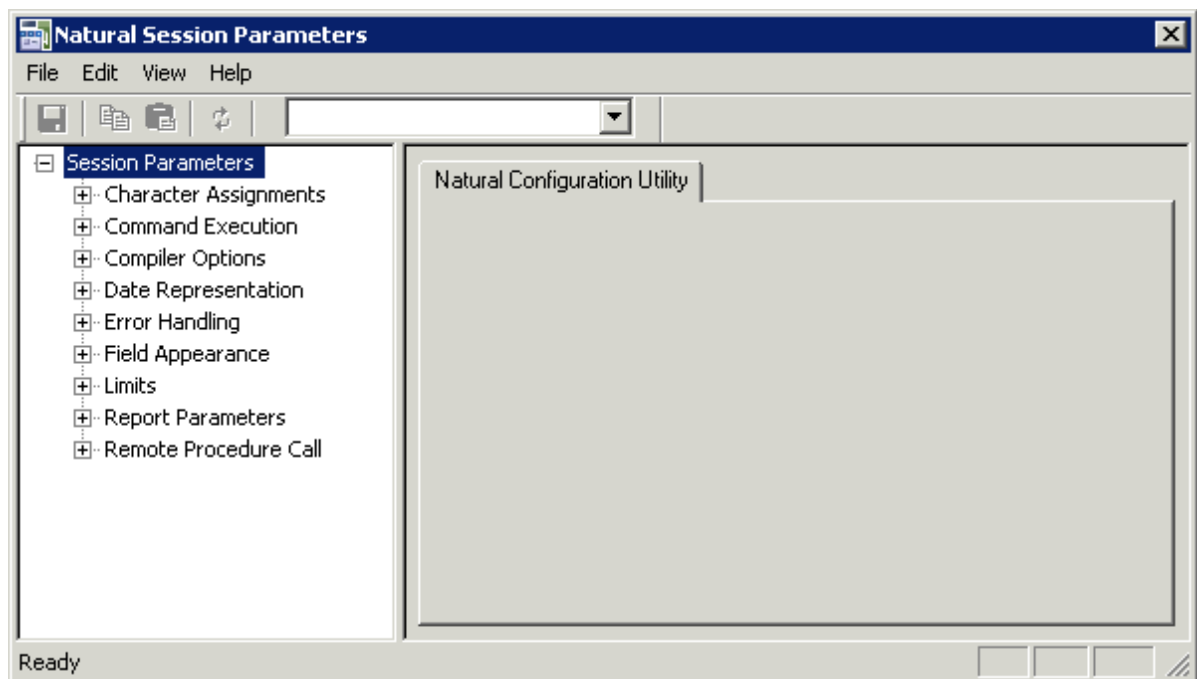 Natural Session Parameters
File Edit View Help
Session Parameters
Character Assignments
Command Execution
Compiler Options
Date Representation
Error Handling
Field Appearance
Limits
Report Parameters
Remote Procedure Call
Natural Configuration Utility
Ready